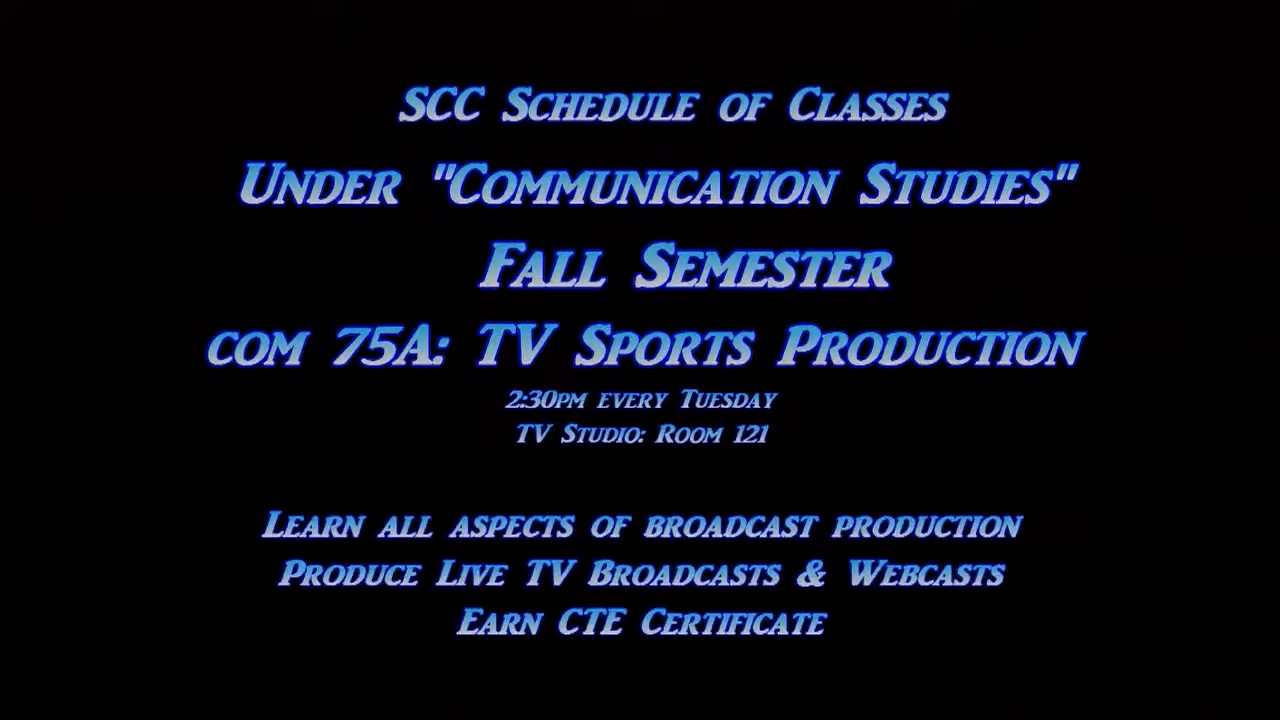 SCC Schedule of Classes
Under "Communication Studies"
Fall Semester
com 75A: TV Sports Production
2:30pm every Tuesday
TV Studio: Room 121
Learn all aspects of broadcast production
Produce Live TV Broadcasts & Webcasts
Earn CTE Certificate